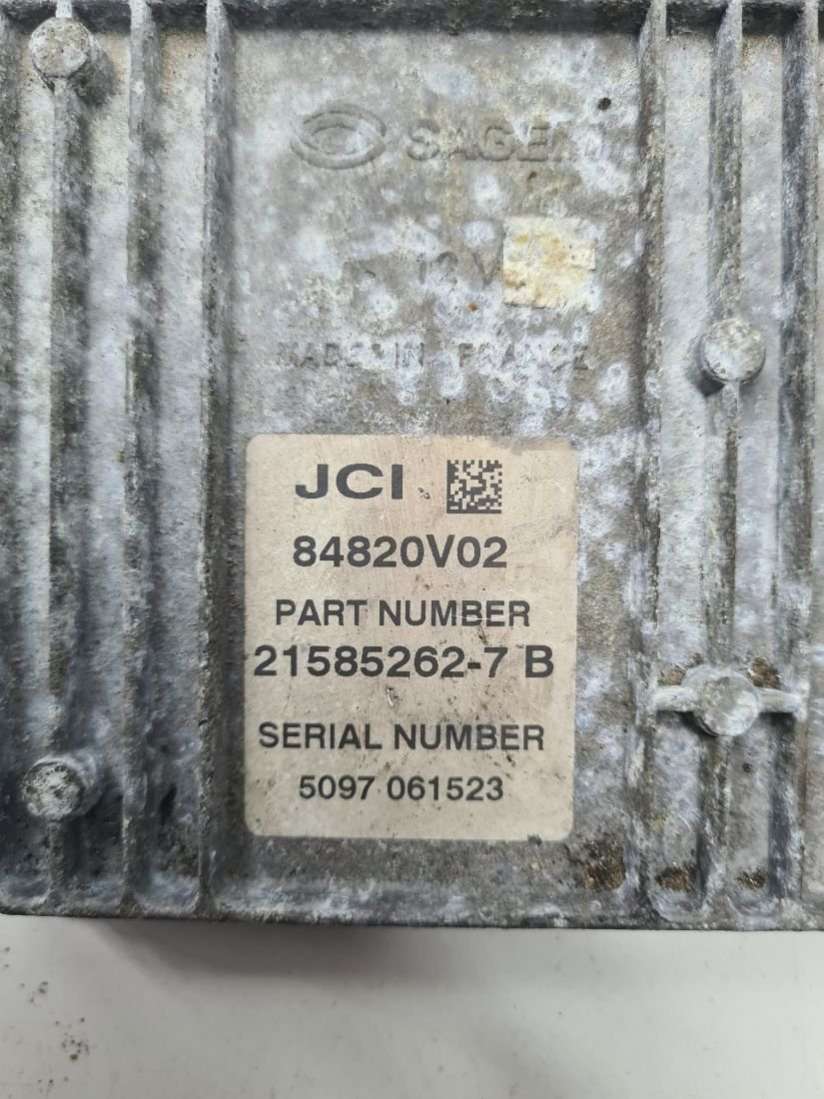 SAGEM
12V
MADE IN FRANCE
JCI
84820V02
PART NUMBER
21585262-7 B
SERIAL NUMBER
5097 061523